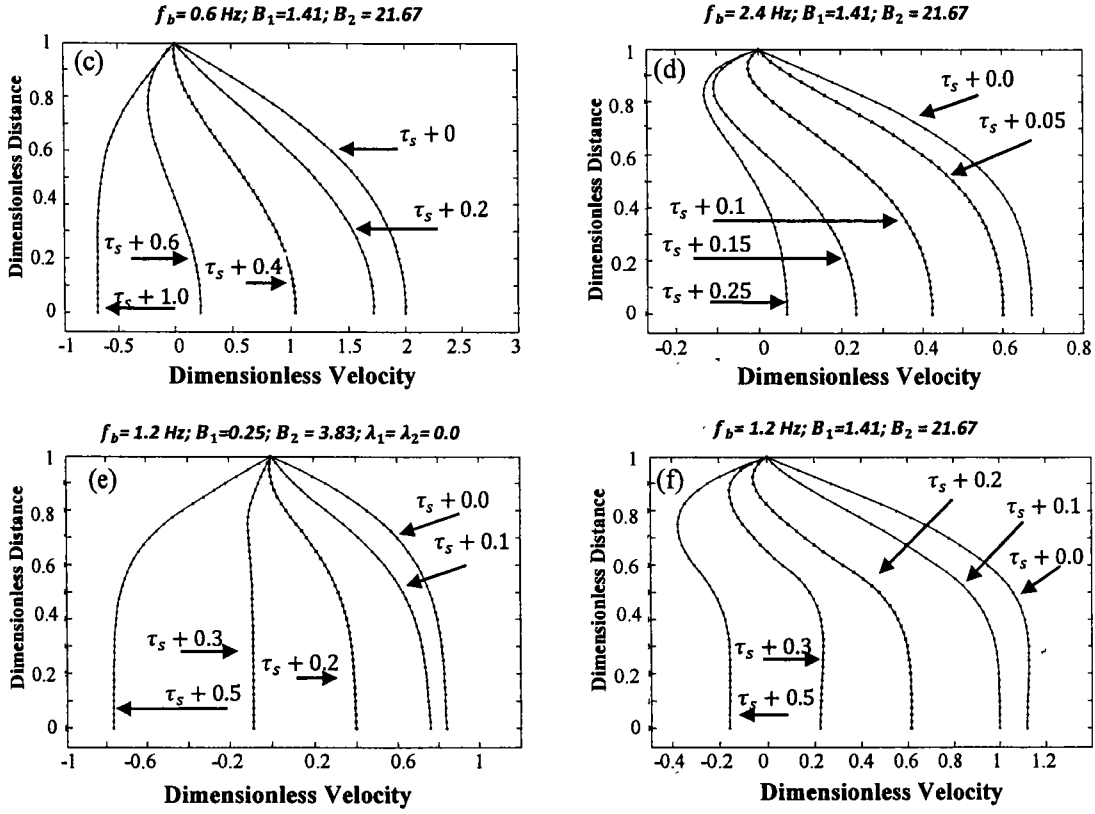 f_b= 0.6 Hz; B_1=1.41; B_2 = 21.67
(c)
Dimensionless Distance
1
0.8
0.6
0.4
0.2
0
τ_s + 0
τ_s + 0.2
τ_s + 0.6
τ_s + 0.4
τ_s + 1.0
-1 -0.5 0 0.5 1 1.5 2 2.5 3
Dimensionless Velocity
f_b= 2.4 Hz; B_1=1.41; B_2 = 21.67
(d)
Dimensionless Distance
1
0.8
0.6
0.4
0.2
0
τ_s + 0.0
τ_s + 0.05
τ_s + 0.1
τ_s + 0.15
τ_s + 0.25
-0.2 0 0.2 0.4 0.6 0.8
Dimensionless Velocity
f_b= 1.2 Hz; B_1=0.25; B_2 = 3.83; λ_1= λ_2= 0.0
(e)
Dimensionless Distance
1
0.8
0.6
0.4
0.2
0
τ_s + 0.0
τ_s + 0.1
τ_s + 0.3
τ_s + 0.2
τ_s + 0.5
-1 -0.6 -0.2 0.2 0.6 1
Dimensionless Velocity
f_b= 1.2 Hz; B_1=1.41; B_2 = 21.67
(f)
Dimensionless Distance
1
0.8
0.6
0.4
0.2
0
τ_s + 0.2
τ_s + 0.1
τ_s + 0.0
τ_s + 0.3
τ_s + 0.5
-0.4 -0.2 0 0.2 0.4 0.6 0.8 1 1.2
Dimensionless Velocity